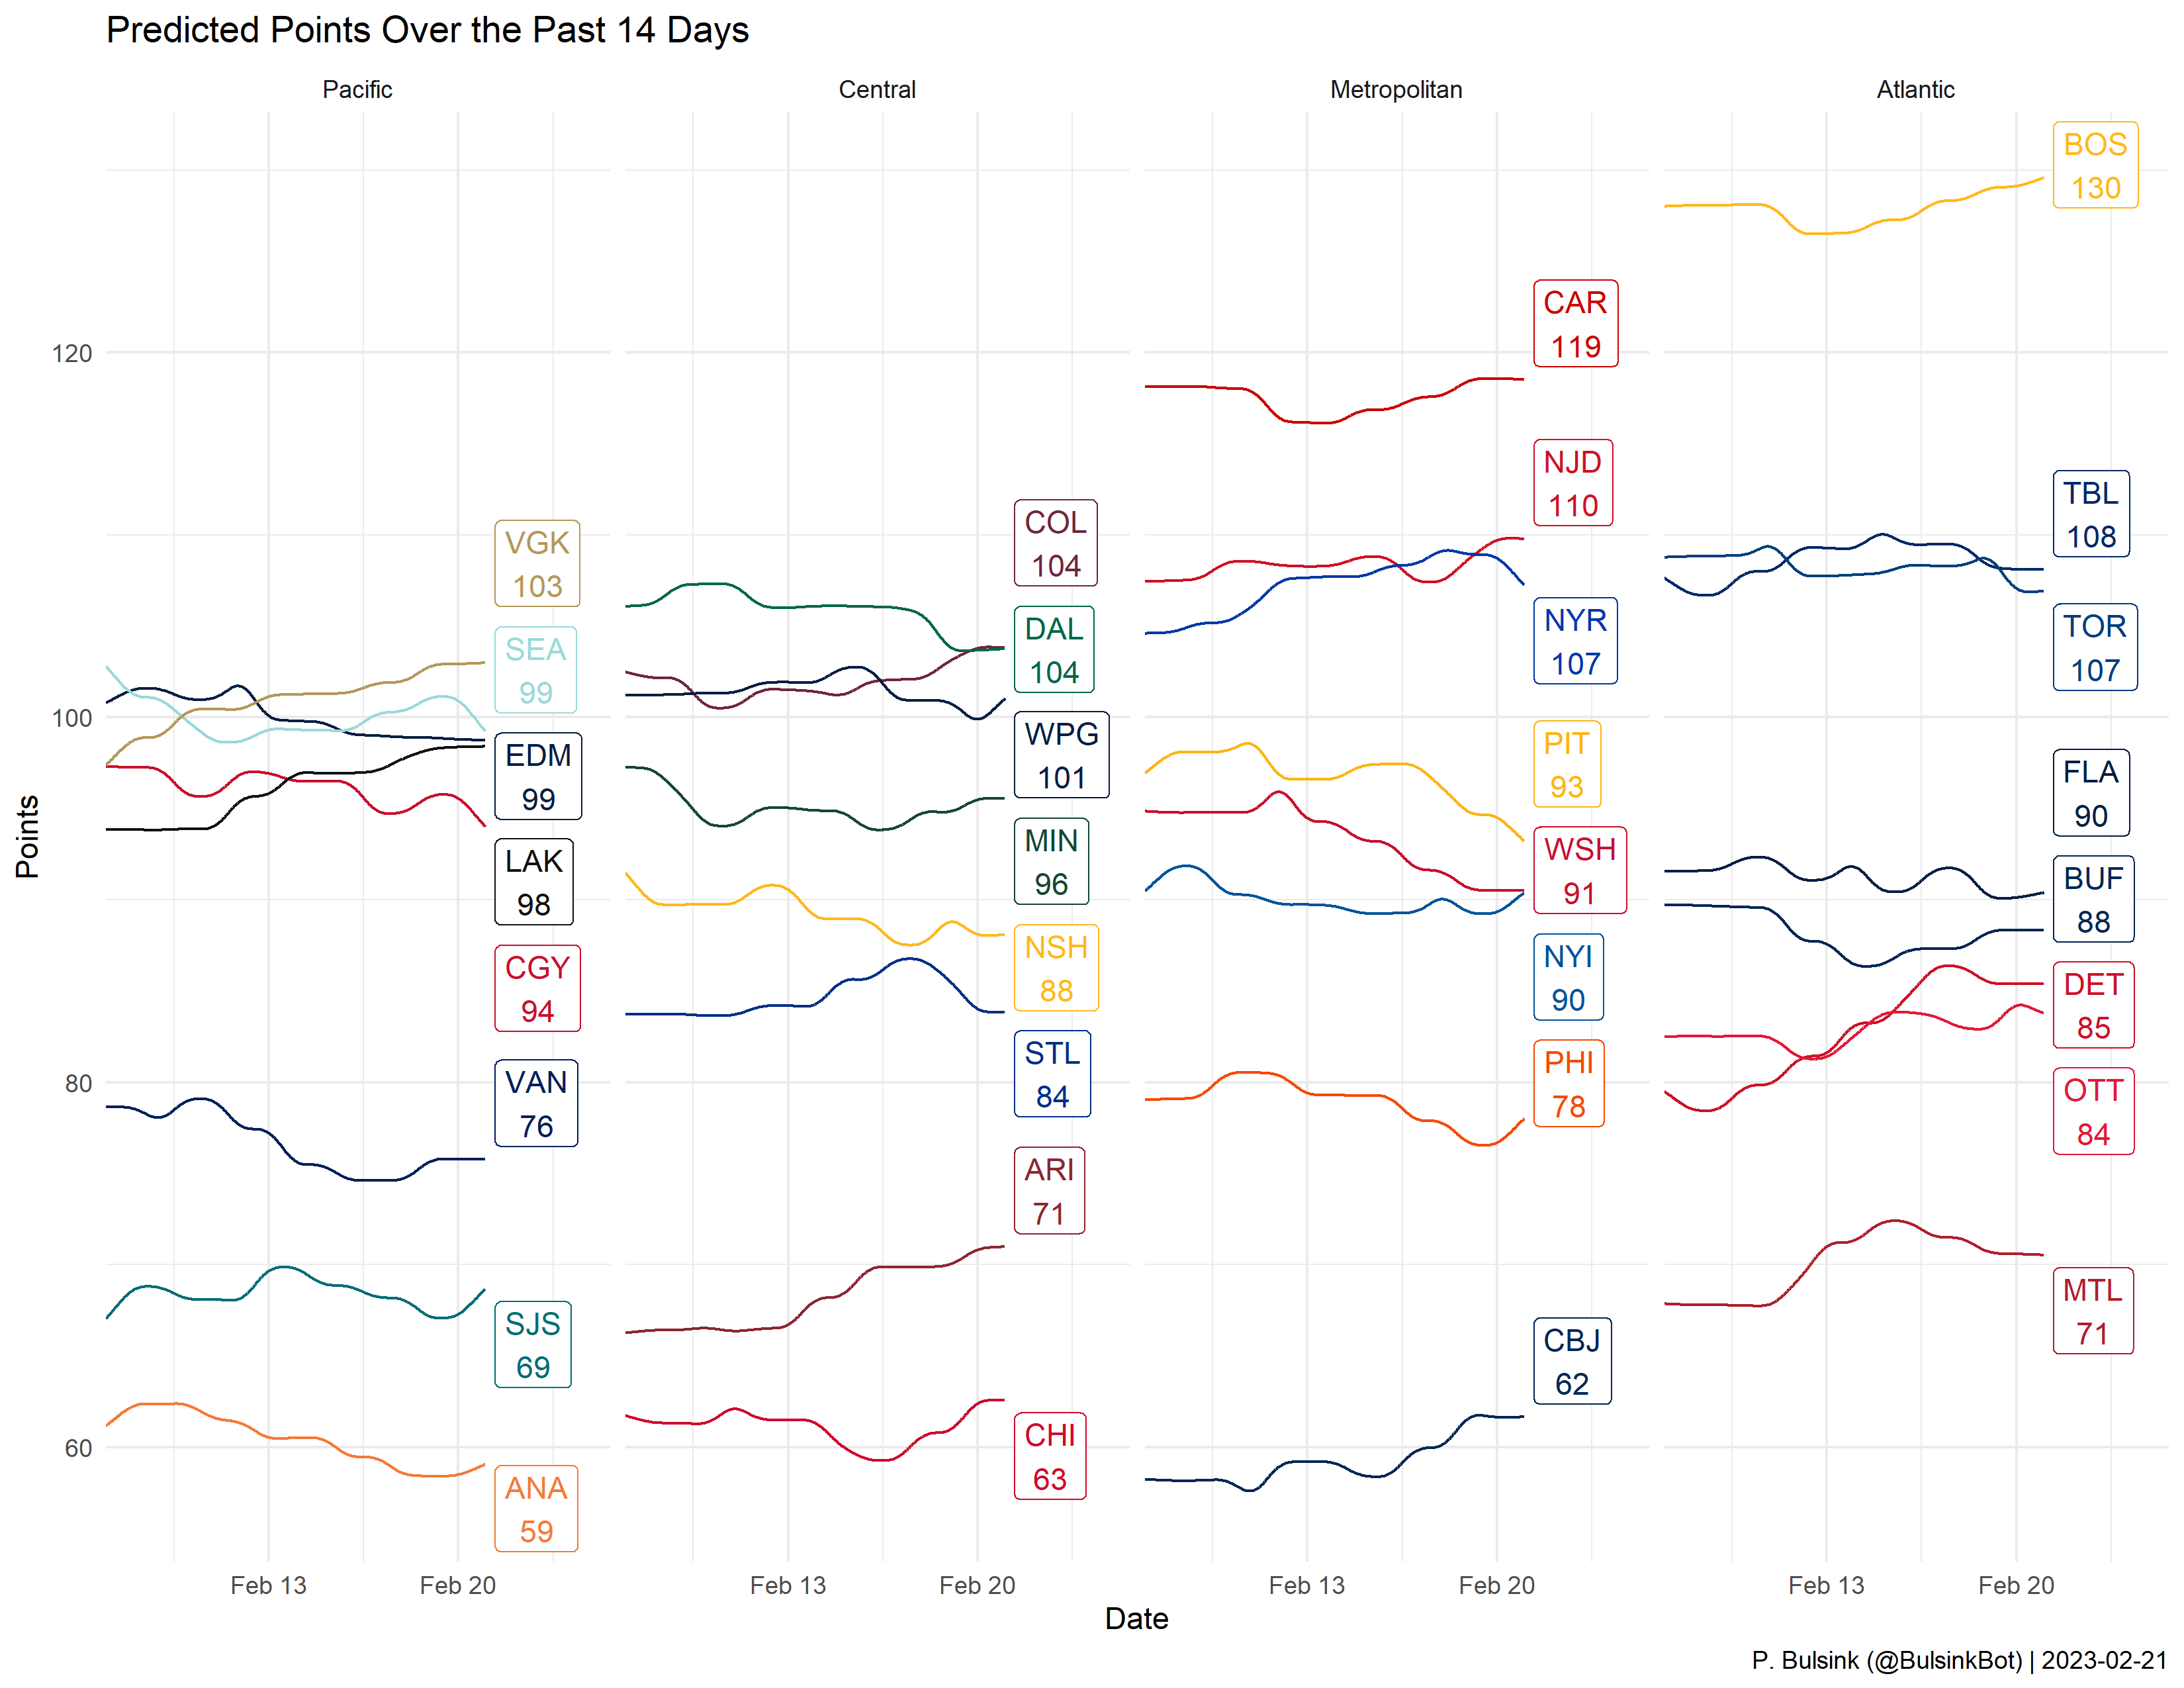 Predicted Points Over the Past 14 Days
Pacific
Central
Metropolitan
Atlantic
Points
120
100
80
60
VGK
103
SEA
99
EDM
99
LAK
98
CGY
94
VAN
76
SJS
69
ANA
59
COL
104
DAL
104
WPG
101
MIN
96
NSH
88
STL
84
ARI
71
CHI
63
CAR
119
NJD
110
NYR
107
PIT
93
WSH
91
NYI
90
PHI
78
CBJ
62
BOS
130
TBL
108
TOR
107
FLA
90
BUF
88
DET
85
OTT
84
MTL
71
Feb 13
Feb 20
Feb 13
Feb 20
Feb 13
Feb 20
Feb 13
Feb 20
Date
P. Bulsink (@BulsinkBot) | 2023-02-21